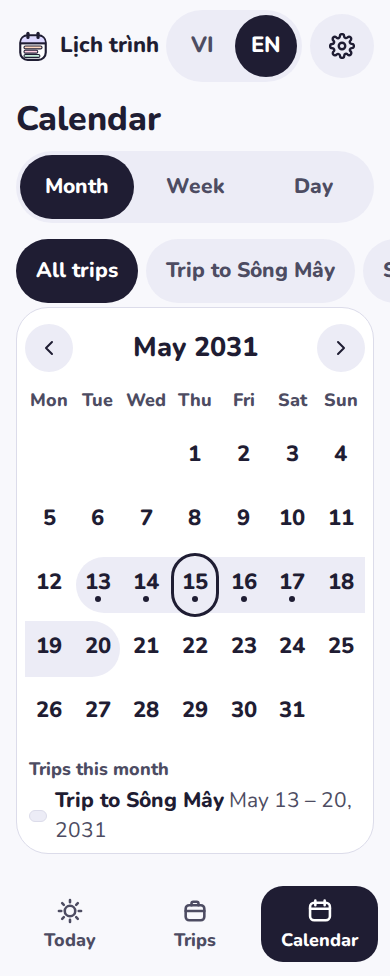 Lịch trình VI EN
Calendar
Month Week Day
All trips Trip to Sông Mây
May 2031
Mon Tue Wed Thu Fri Sat Sun
1 2 3 4
5 6 7 8 9 10 11
12 13 14 15 16 17 18
19 20 21 22 23 24 25
26 27 28 29 30 31
Trips this month
Trip to Sông Mây May 13 – 20,
2031
Today Trips Calendar